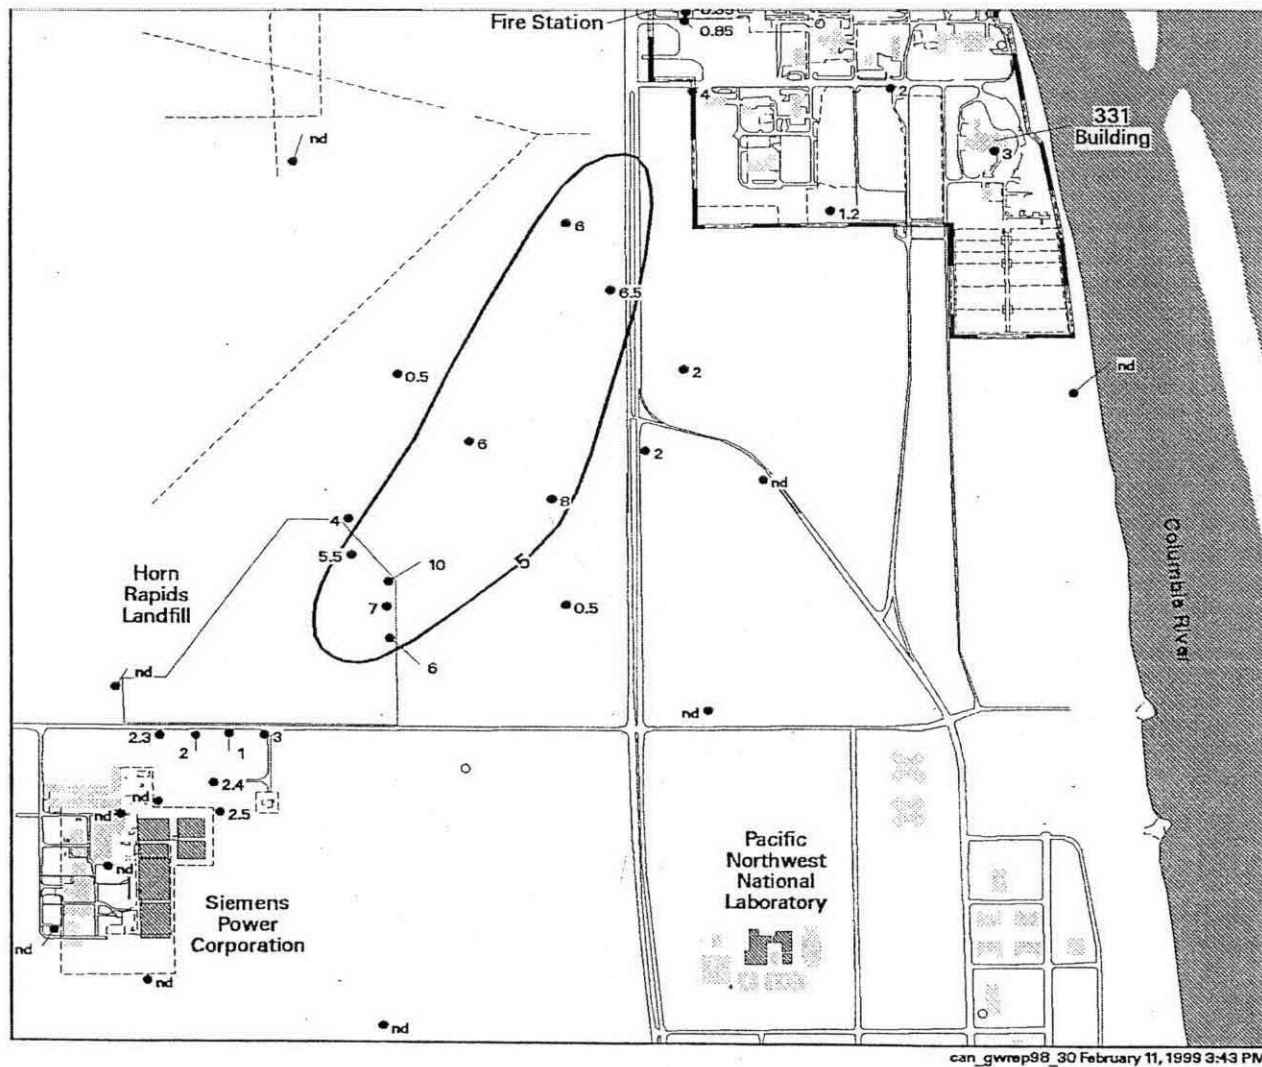 Fire Station
0.85
4
2
331
Building
3
nd
1.2
6
6.5
0.5
2
nd
6
2
8
nd
4
5.5
10
5
Horn
Rapids
Landfill
7
0.5
6
nd
nd
2.3
2
1
3
2.4
nd
2.5
nd
nd
Columbia River
Pacific
Northwest
National
Laboratory
Siemens
Power
Corporation
nd
nd
nd
can_gwrep98_30 February 11, 1999 3:43 PM